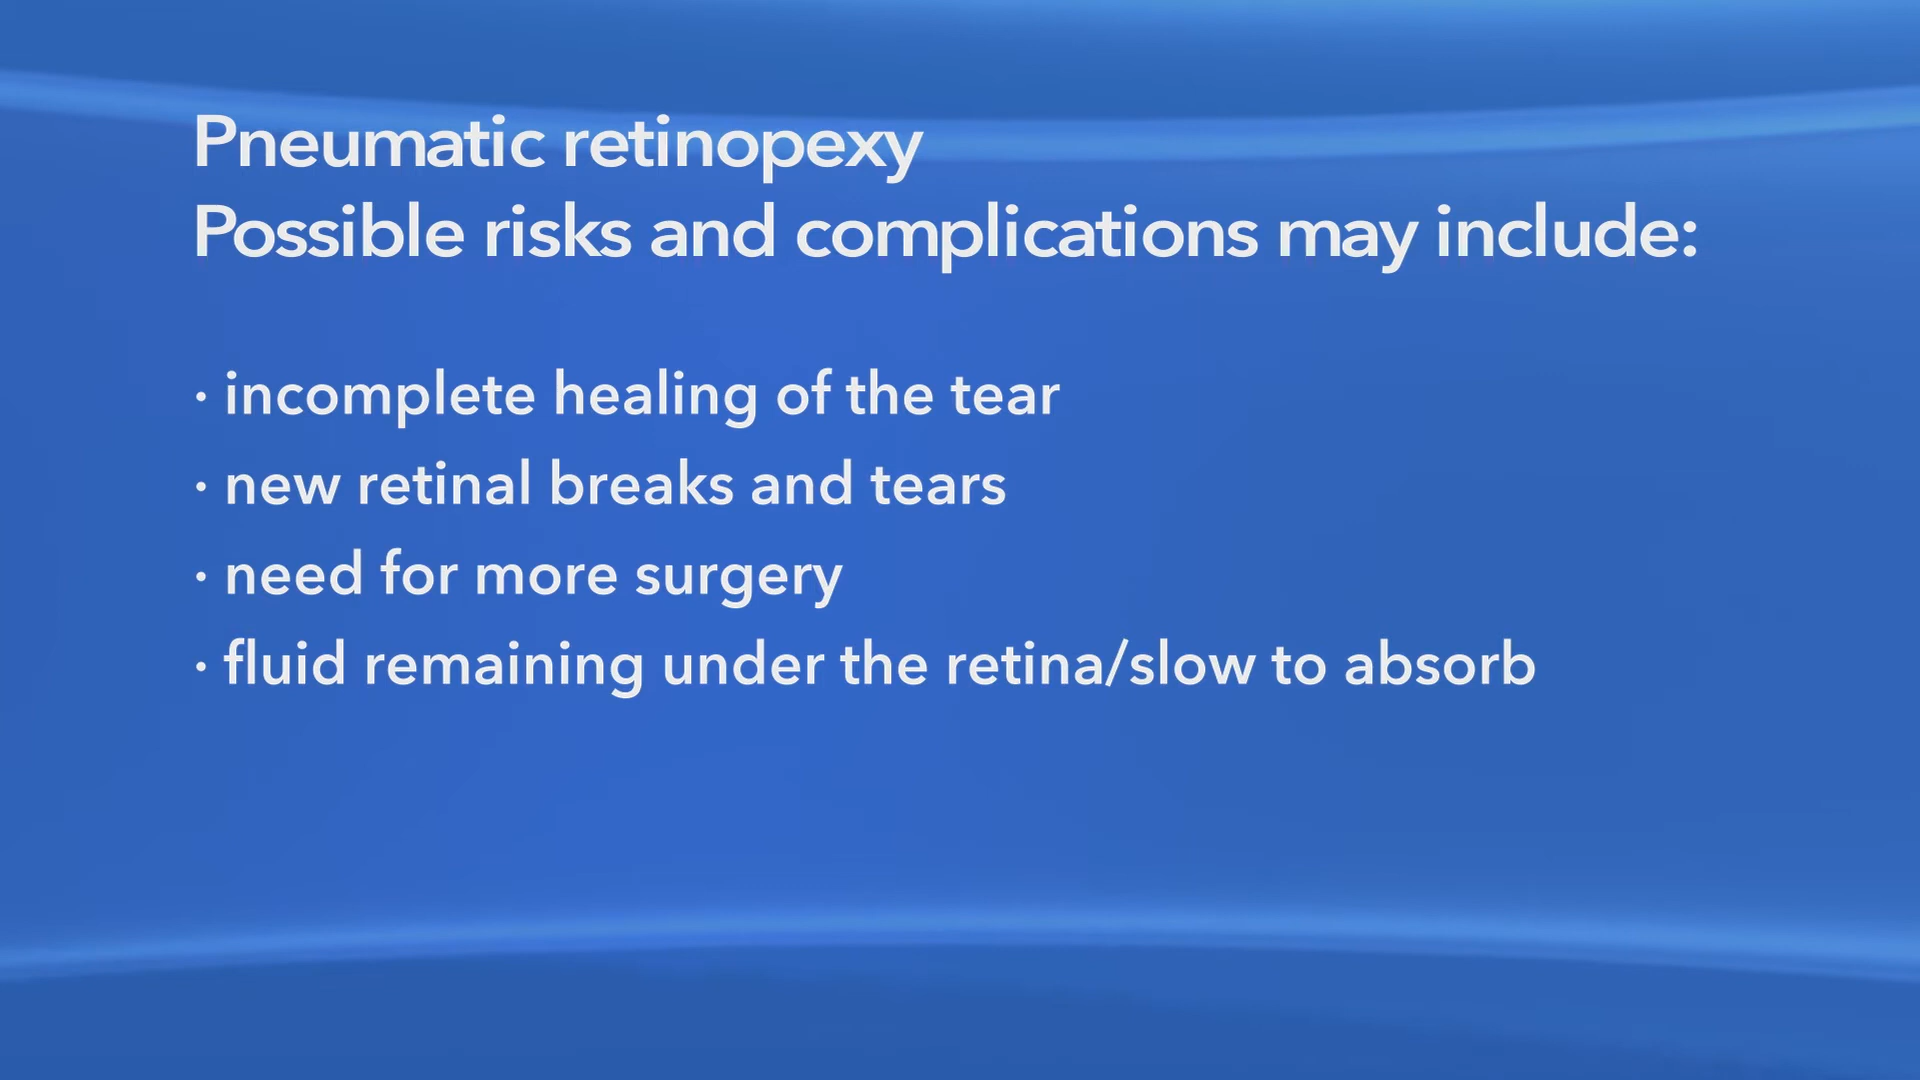 Pneumatic retinopexy
Possible risks and complications may include:
· incomplete healing of the tear
· new retinal breaks and tears
· need for more surgery
· fluid remaining under the retina/slow to absorb